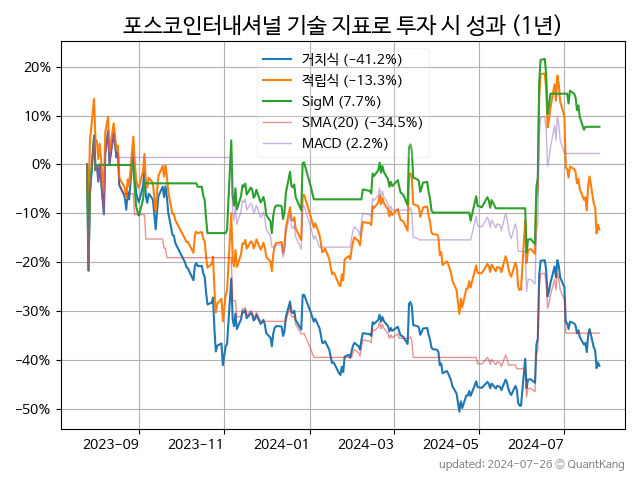 포스코인터내셔널 기술 지표로 투자 시 성과 (1년)
거치식 (−41.2%)
적립식 (−13.3%)
SigM (7.7%)
SMA(20) (−34.5%)
MACD (2.2%)
20%
10%
0%
−10%
−20%
−30%
−40%
−50%
2023-09 2023-11 2024-01 2024-03 2024-05 2024-07
updated: 2024-07-26 © QuantKang